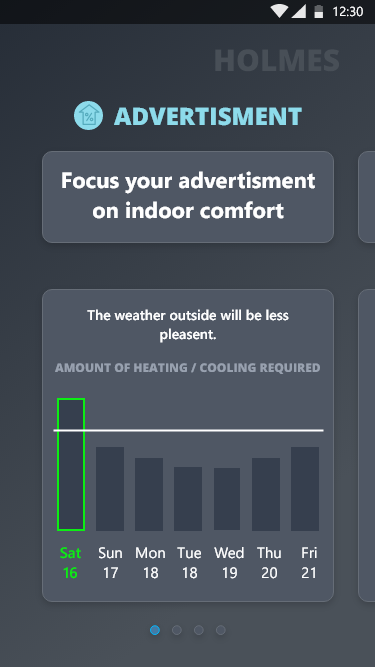 12:30
HOLMES
ADVERTISMENT
Focus your advertisment
on indoor comfort
The weather outside will be less
pleasent.
AMOUNT OF HEATING / COOLING REQUIRED
Sat Sun Mon Tue Wed Thu Fri
16 17 18 18 19 20 21